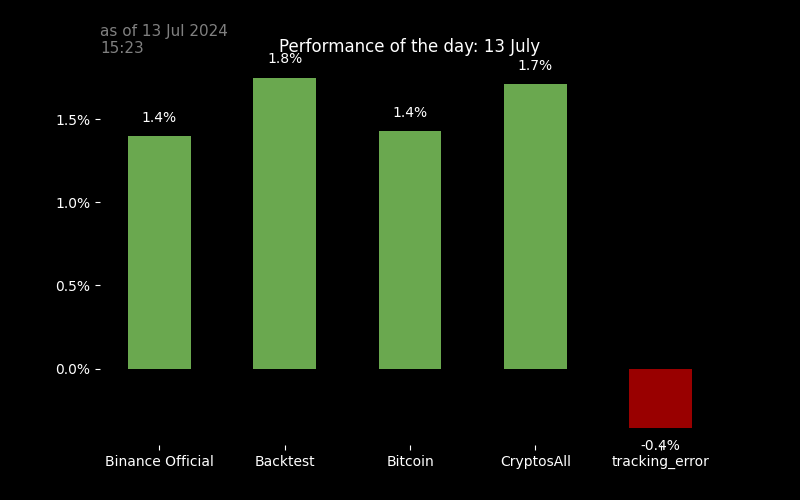 as of 13 Jul 2024
15:23
Performance of the day: 13 July
1.8%
1.7%
1.4%
1.4%
1.5%
1.0%
0.5%
0.0%
-0.4%
Binance Official
Backtest
Bitcoin
CryptosAll
tracking_error